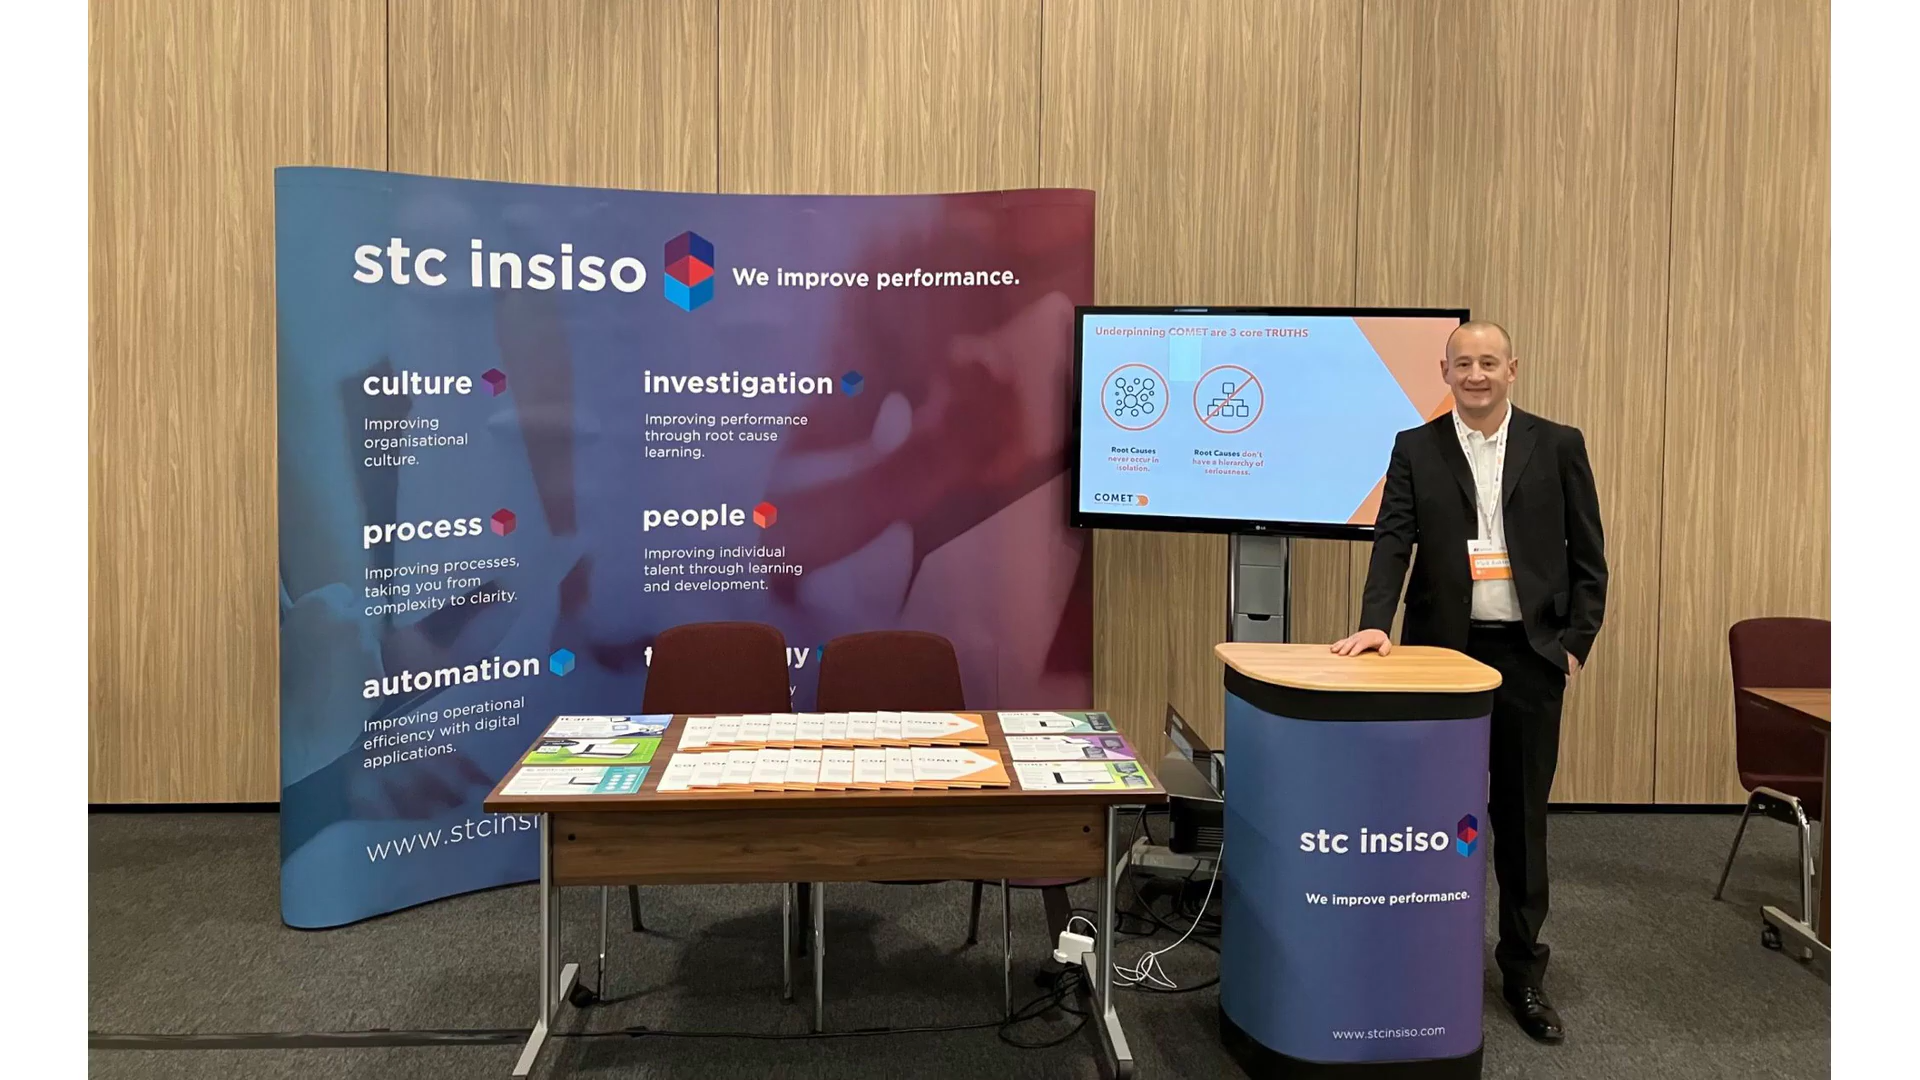 stc insiso
We improve performance.
culture
Improving
organisational
culture.
investigation
Improving performance
through root cause
learning.
process
Improving processes,
taking you from
complexity to clarity.
people
Improving individual
talent through learning
and development.
automation
Improving operational
efficiency with digital
applications.
www.stcinsi
Underpinning COMET are 3 core TRUTHS
Root Causes
never occur in
isolation.
Root Causes don't
have a hierarchy of
seriousness.
COMET
LG
COMET
COMET
stc insiso
We improve performance.
www.stcinsiso.com